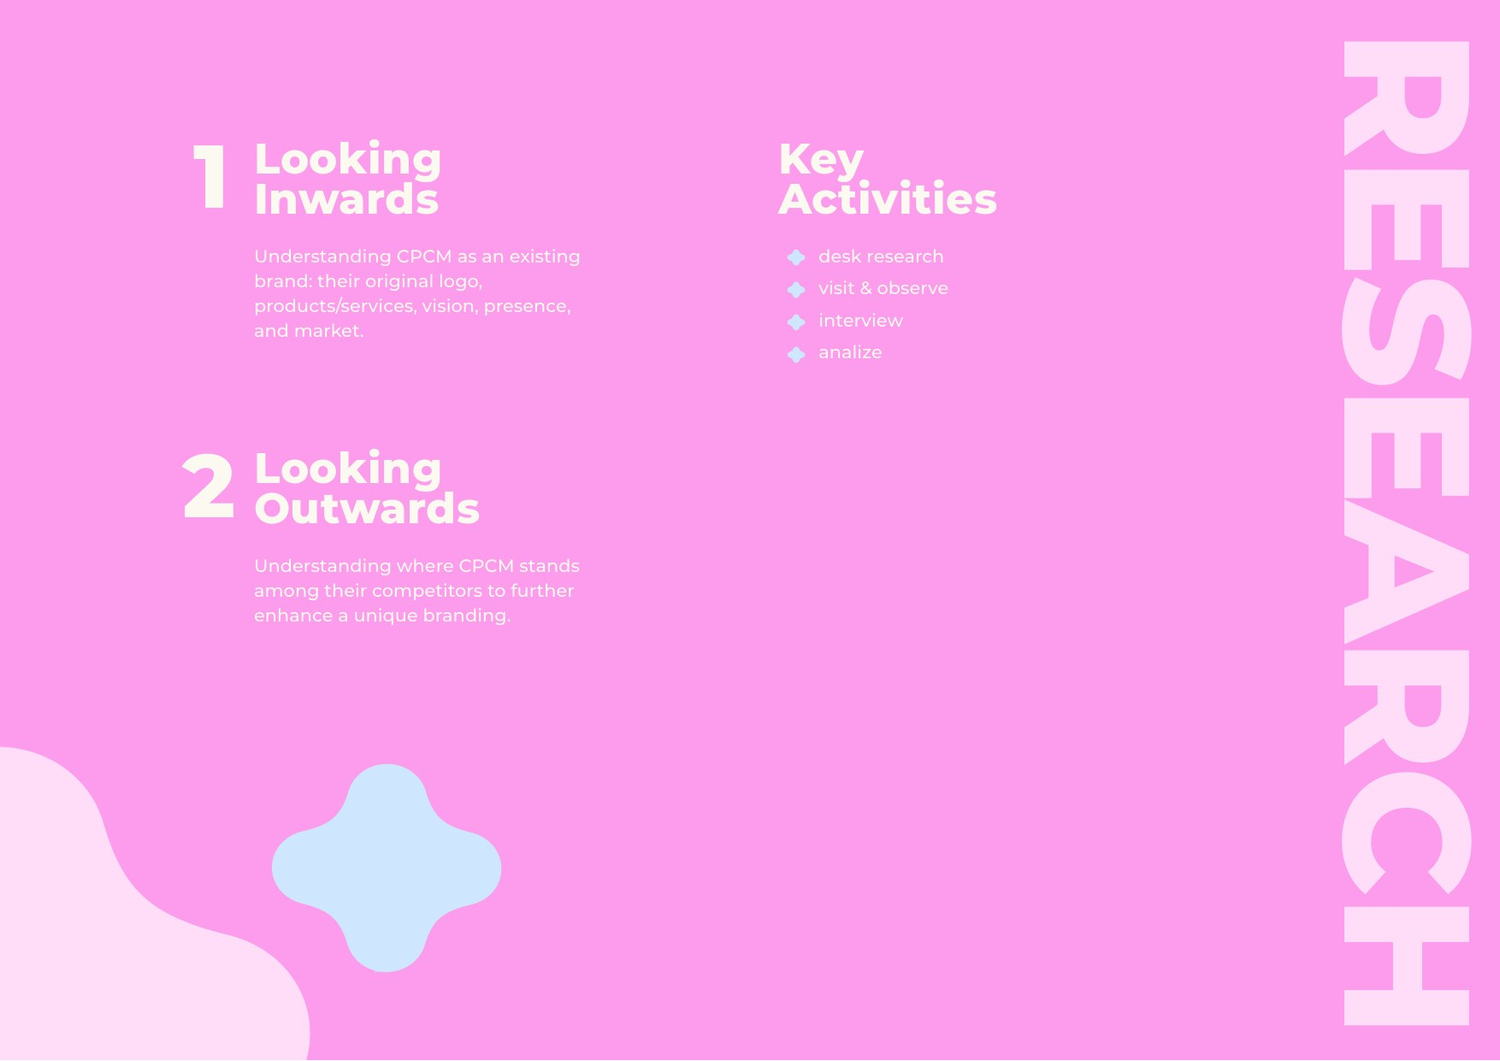 1
Looking
Inwards
Understanding CPCM as an existing
brand: their original logo,
products/services, vision, presence,
and market.
2
Looking
Outwards
Understanding where CPCM stands
among their competitors to further
enhance a unique branding.
Key
Activities
desk research
visit & observe
interview
analize
RESEARCH